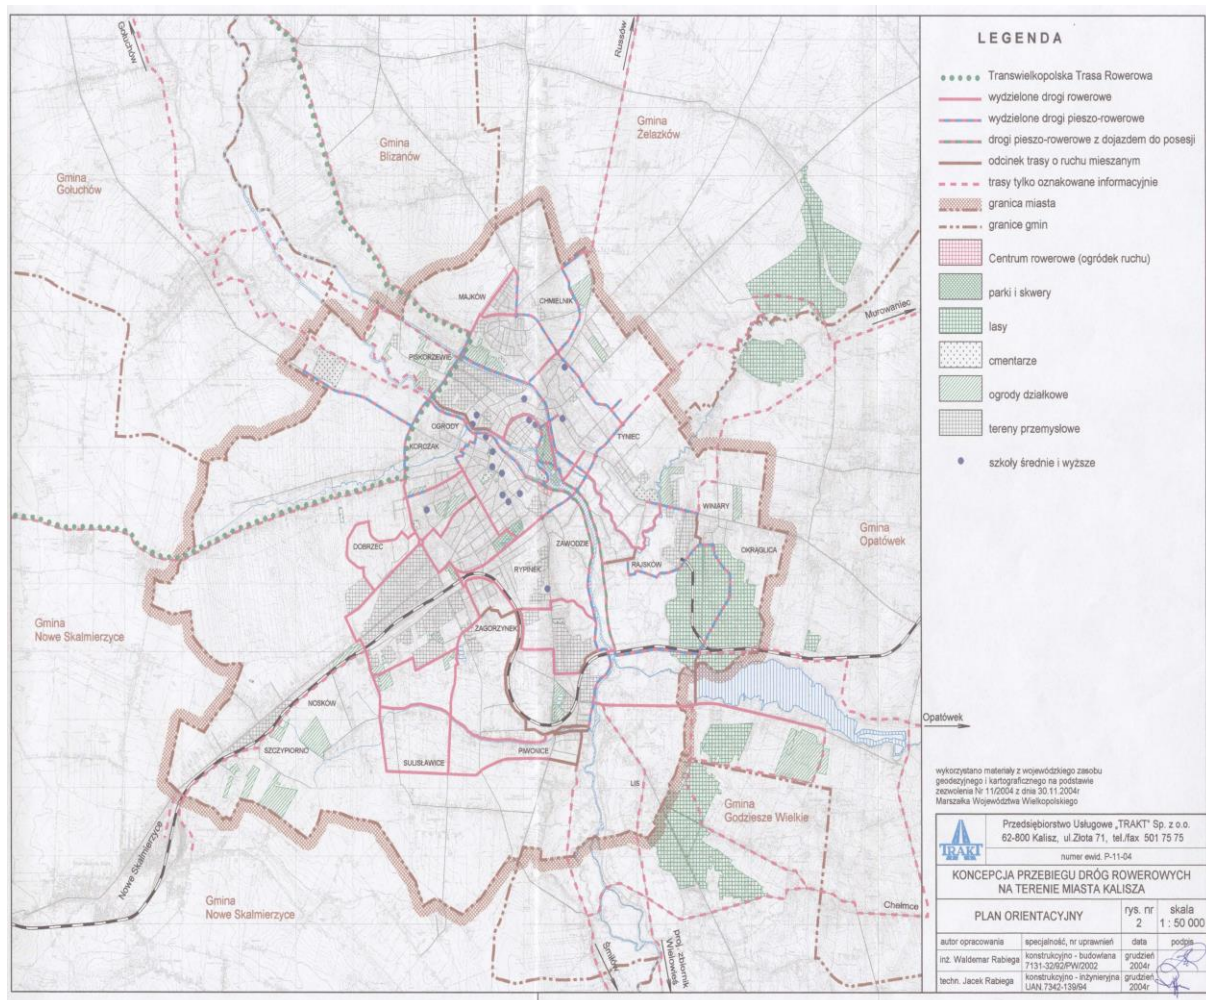 Gołuchów
Russów
Gmina
Gołuchów
Gmina
Blizanów
Gmina
Żelazków
MAJKÓW
CHMIELNIK
Murowaniec
PISKORZEWIE
OGRODY
KOROZAK
TYNIEC
WINIARY
DOBRZEC
ZAWODZIE
OKRĄGLICA
Gmina
Opatówek
RYPINEK
RAJSKÓW
Gmina
Nowe Skalmierzyce
ZAGORZYNEK
NOSKÓW
SZCZYPIORNO
PIWONICE
SULISŁAWICE
LIS
Opatówek
Gmina
Godziesze Wielkie
Nowe Skalmierzyce
Gmina
Nowe Skalmierzyce
Chełmce
Śmiłów
proj. zbiornik
Wielowieś
LEGENDA
Transwielkopolska Trasa Rowerowa
wydzielone drogi rowerowe
wydzielone drogi pieszo-rowerowe
drogi pieszo-rowerowe z dojazdem do posesji
odcinek trasy o ruchu mieszanym
trasy tylko oznakowane informacyjnie
granica miasta
granice gmin
Centrum rowerowe (ogródek ruchu)
parki i skwery
lasy
cmentarze
ogrody działkowe
tereny przemysłowe
szkoły średnie i wyższe
wykorzystano materiały z wojewódzkiego zasobu
geodezyjnego i kartograficznego na podstawie
zezwolenia Nr 11/2004 z dnia 30.11.2004r
Marszałka Województwa Wielkopolskiego
TRAKT
Przedsiębiorstwo Usługowe „TRAKT" Sp. z o.o.
62-800 Kalisz, ul.Złota 71, tel./fax 501 75 75
numer ewid. P-11-04
KONCEPCJA PRZEBIEGU DRÓG ROWEROWYCH
NA TERENIE MIASTA KALISZA
PLAN ORIENTACYJNY
rys. nr
2
skala
1 : 50 000
autor opracowania
specjalność, nr uprawnień
data
podpis
inż. Waldemar Rabiega
konstrukcyjno - budowlana
7131-32/92/PW/2002
grudzień
2004r
techn. Jacek Rabiega
konstrukcyjno - inżynieryjna
UAN.7342-139/94
grudzień
2004r